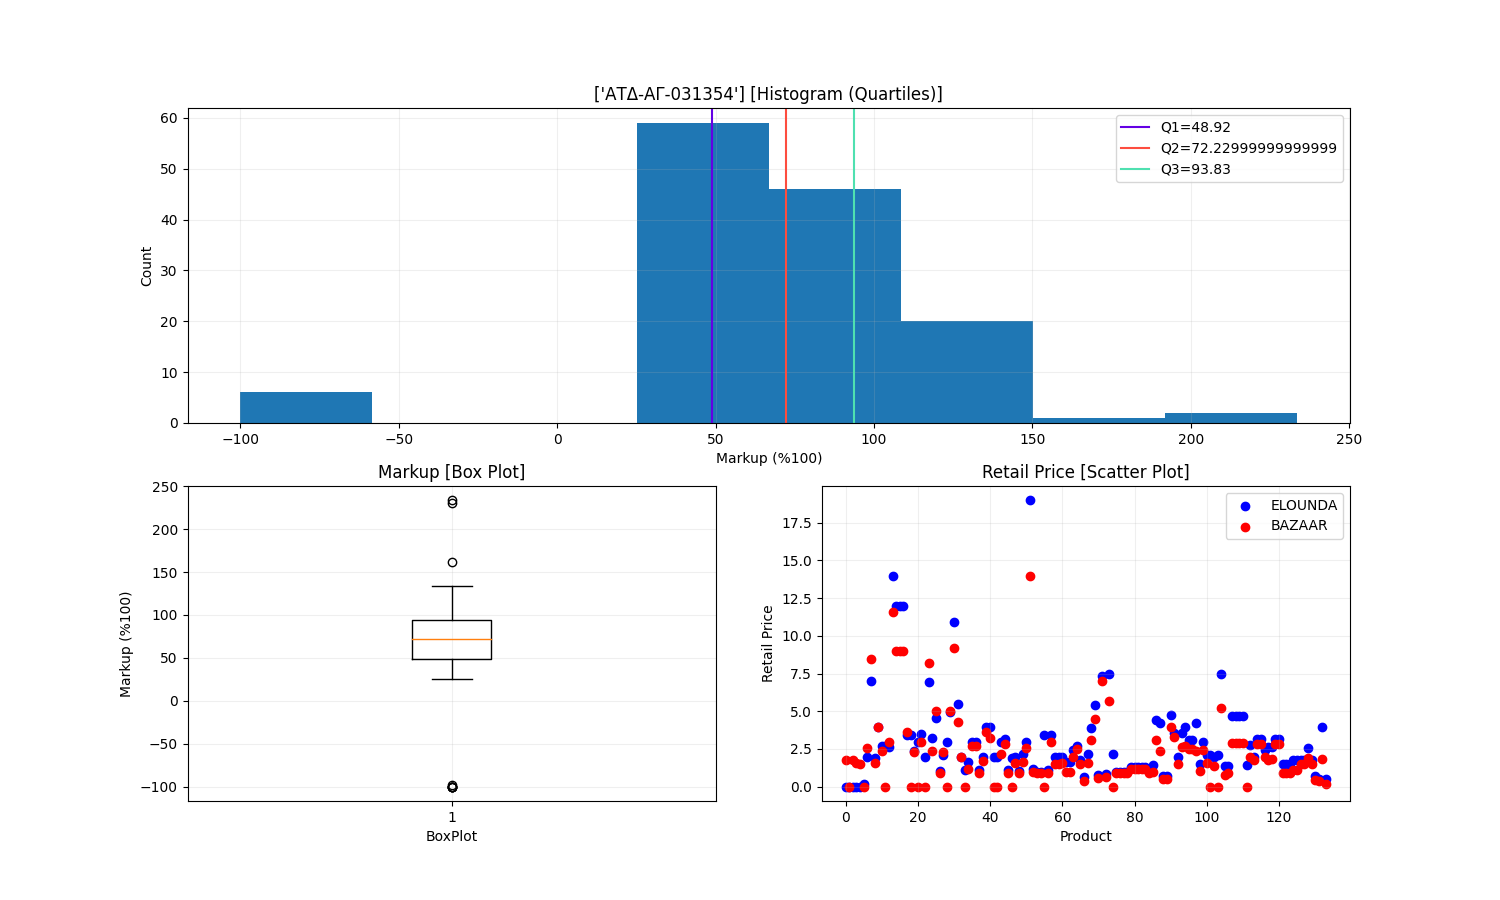 ['ΑΤΔ-ΑΓ-031354'] [Histogram (Quartiles)]
60
50
40
30
20
10
0
Count
Q1=48.92
Q2=72.22999999999999
Q3=93.83
−100
−50
0
50
100
150
200
250
Markup (%100)
Markup [Box Plot]
250
200
150
100
50
0
−50
−100
Markup (%100)
1
BoxPlot
Retail Price [Scatter Plot]
17.5
15.0
12.5
10.0
7.5
5.0
2.5
0.0
Retail Price
ELOUNDA
BAZAAR
0
20
40
60
80
100
120
Product